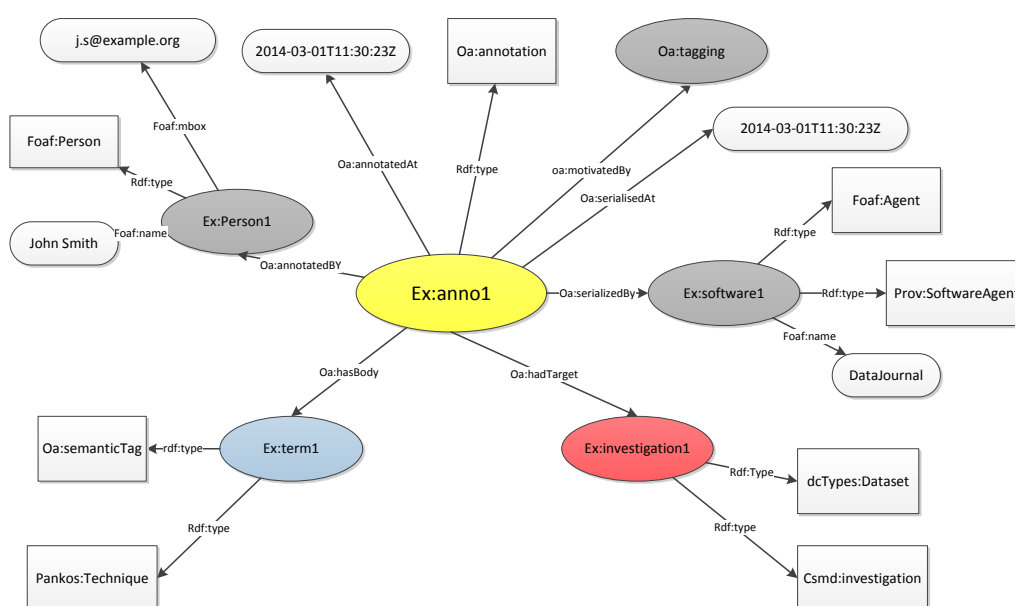 j.s@example.org
2014-03-01T11:30:23Z
Oa:annotation
Oa:tagging
2014-03-01T11:30:23Z
Foaf:mbox
Foaf:Person
Oa:annotatedAt
Rdf:type
oa:motivatedBy
Rdf:type
Oa:serialisedAt
Foaf:Agent
Ex:Person1
Foaf:name
John Smith
Rdf:type
Oa:annotatedBY
Ex:anno1
Oa:serializedBy
Ex:software1
Rdf:type
Prov:SoftwareAgent
Foaf:name
Oa:hasBody
Oa:hadTarget
DataJournal
Oa:semanticTag
rdf:type
Ex:term1
Ex:investigation1
Rdf:Type
dcTypes:Dataset
Rdf:type
Rdf:type
Pankos:Technique
Csmd:investigation